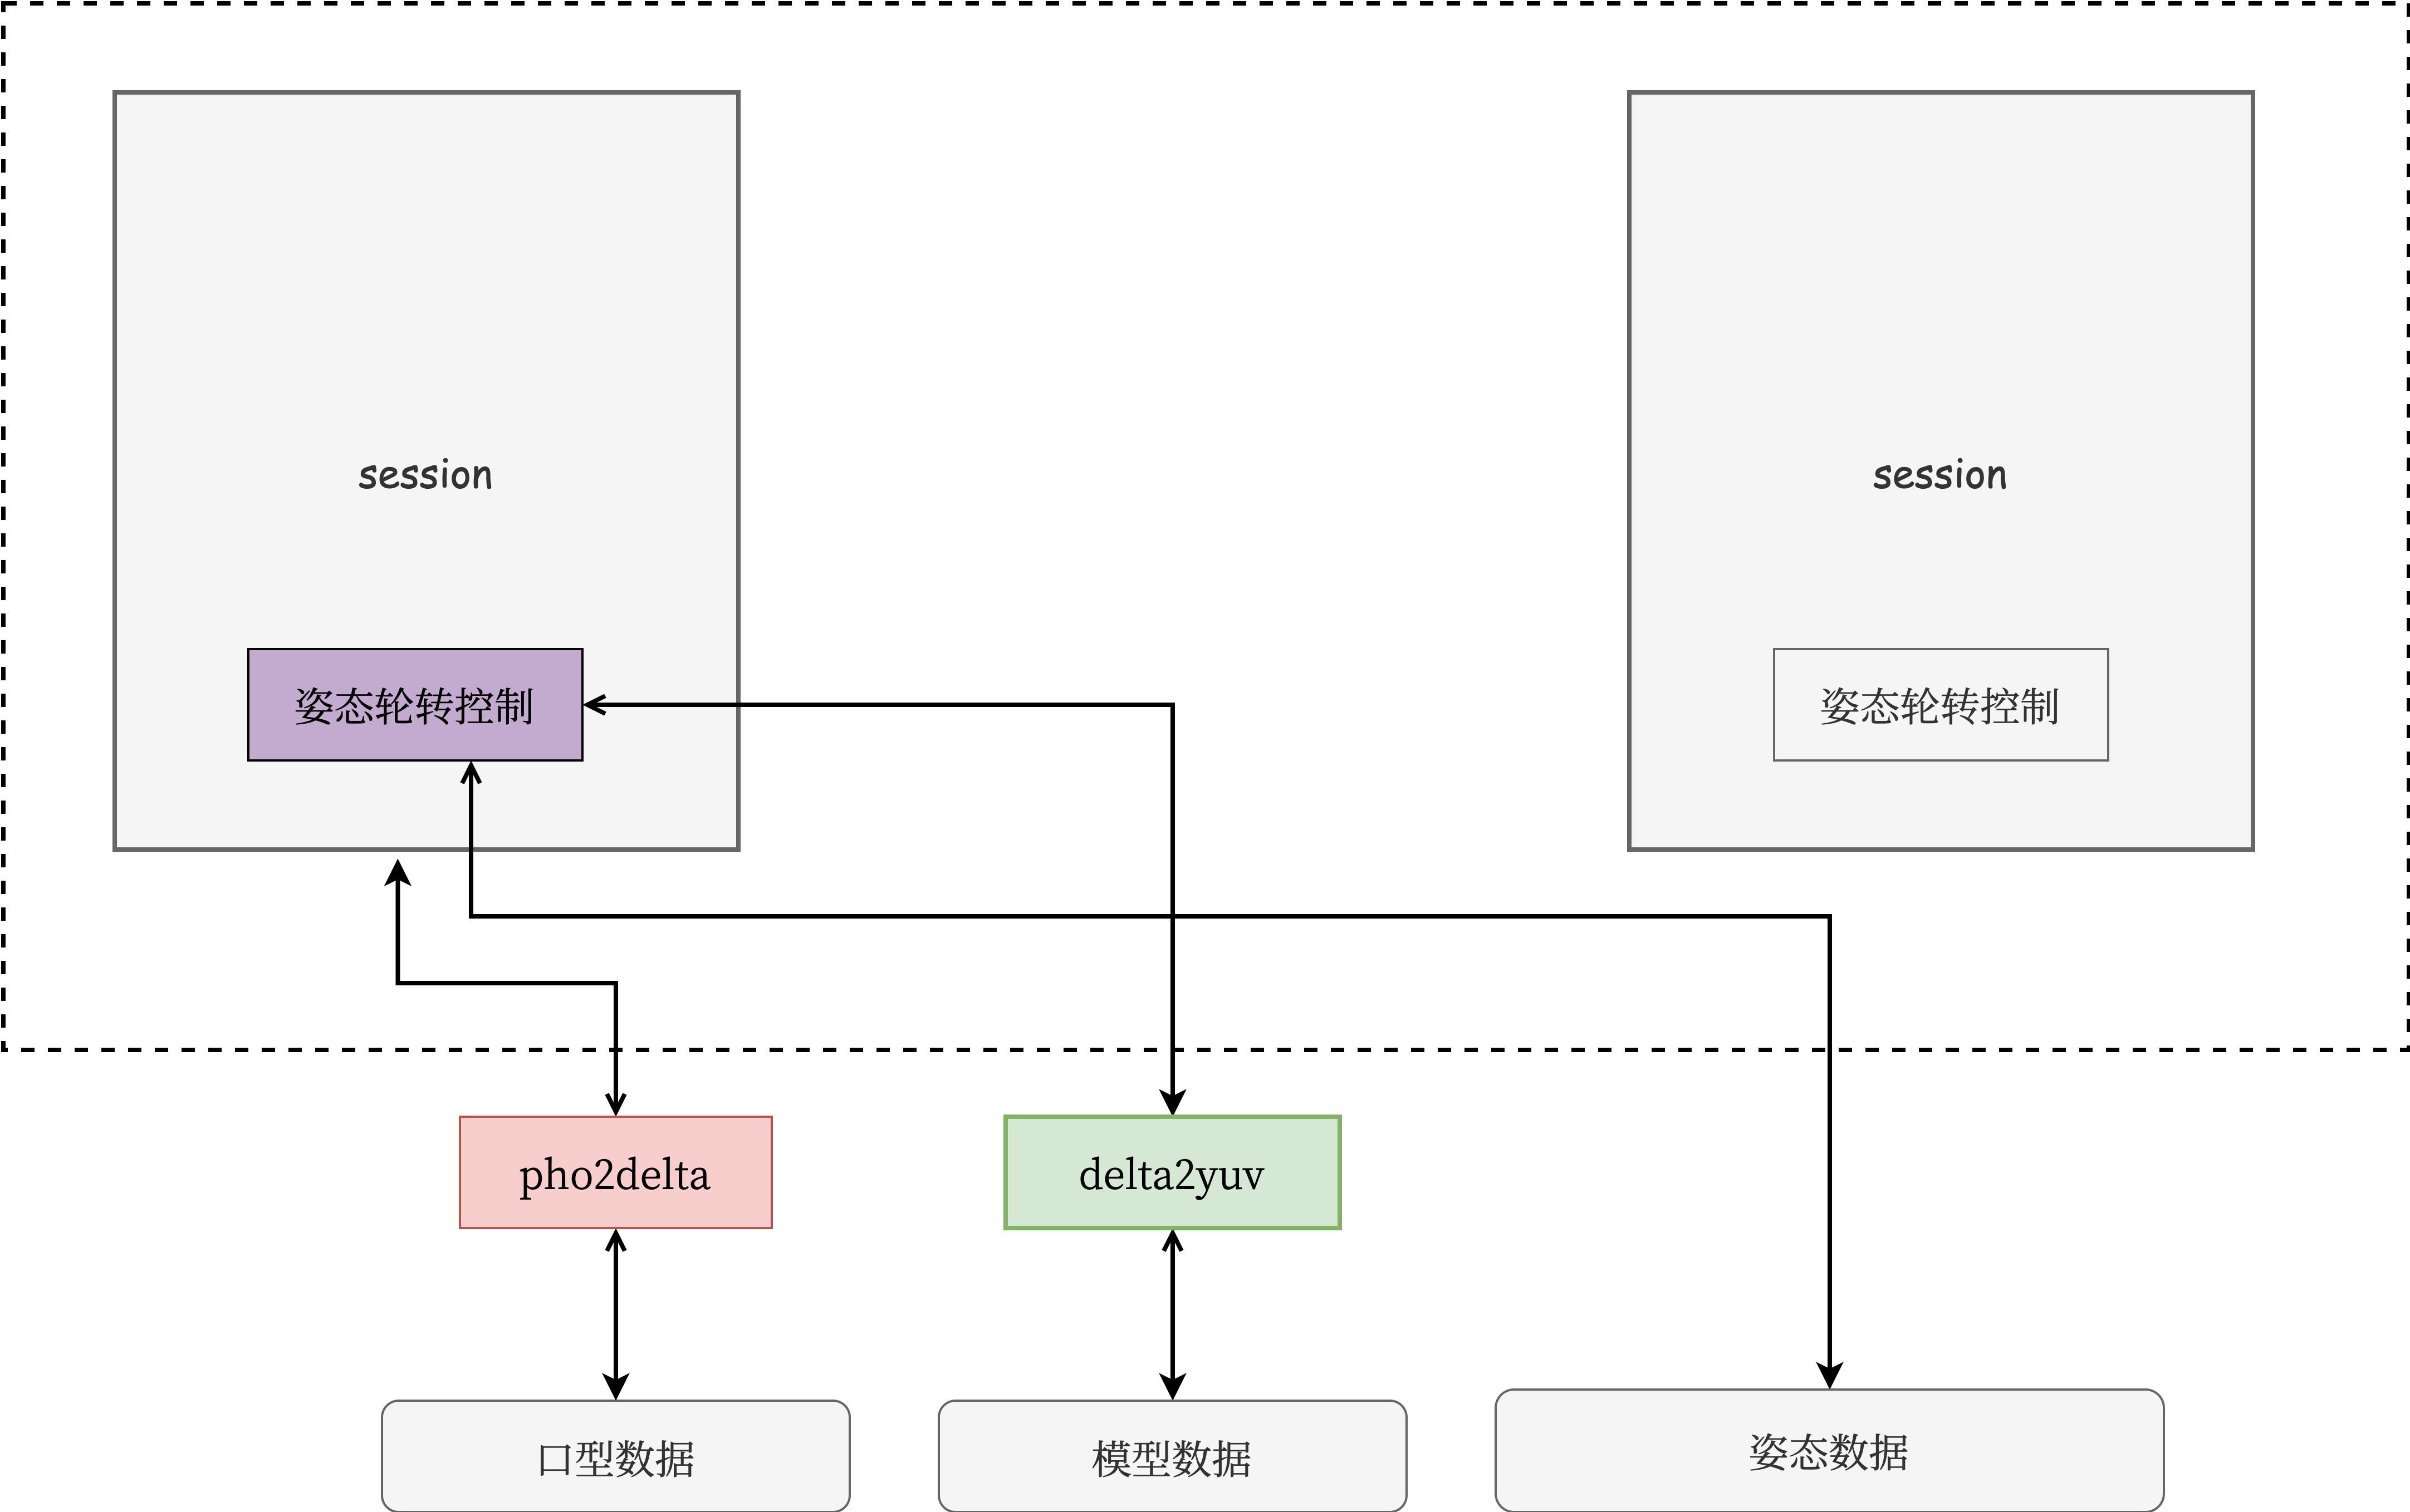 session
session
姿态轮转控制
姿态轮转控制
pho2delta
delta2yuv
口型数据
模型数据
姿态数据